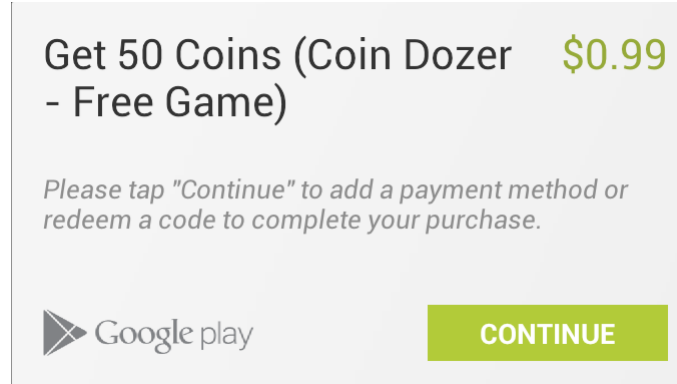 Get 50 Coins (Coin Dozer $0.99
- Free Game)
Please tap "Continue" to add a payment method or
redeem a code to complete your purchase.
Google play CONTINUE